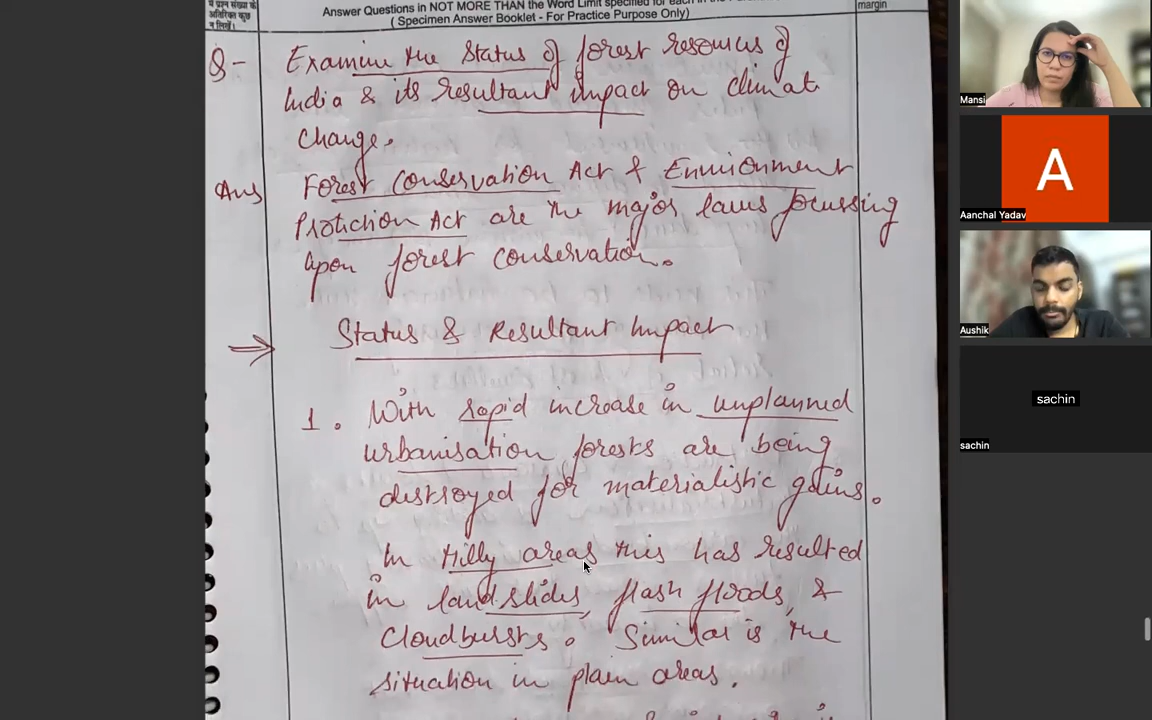 अतिरिक्त कुछ
न लिखें।
Answer Questions in NOT MORE THAN the Word Limit specified for each in the
( Specimen Answer Booklet - For Practice Purpose Only)
margin
Q- Examine the Status of forest resources of
India & its resultant impact on climate
change.
Ans Forest Conservation Act & Environment
Protection Act are the major laws focussing
upon forest conservation.
⇒ Status & Resultant Impact
1. With rapid increase in unplanned
urbanisation forests are being
destroyed for materialistic gains.
In Hilly areas this has resulted
in landslides, flash floods, &
Cloudbursts. Similar is the
situation in plain areas.
Mansi
A
Aanchal Yadav
Aushik
sachin
sachin